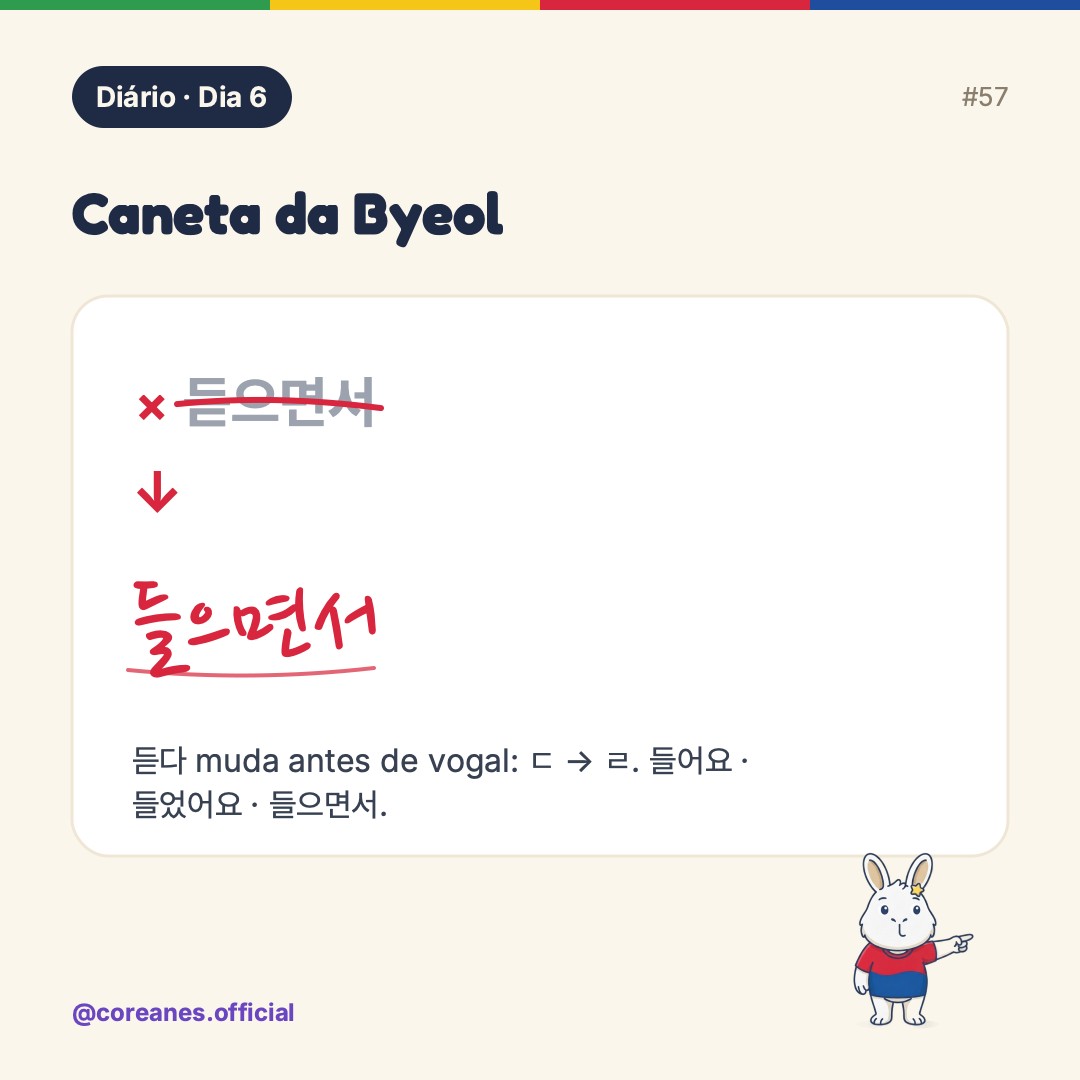 Diário · Dia 6
#57
Caneta da Byeol
× 듣으면서
↓
들으면서
듣다 muda antes de vogal: ㄷ → ㄹ. 들어요 ·
들었어요 · 들으면서.
@coreanes.official